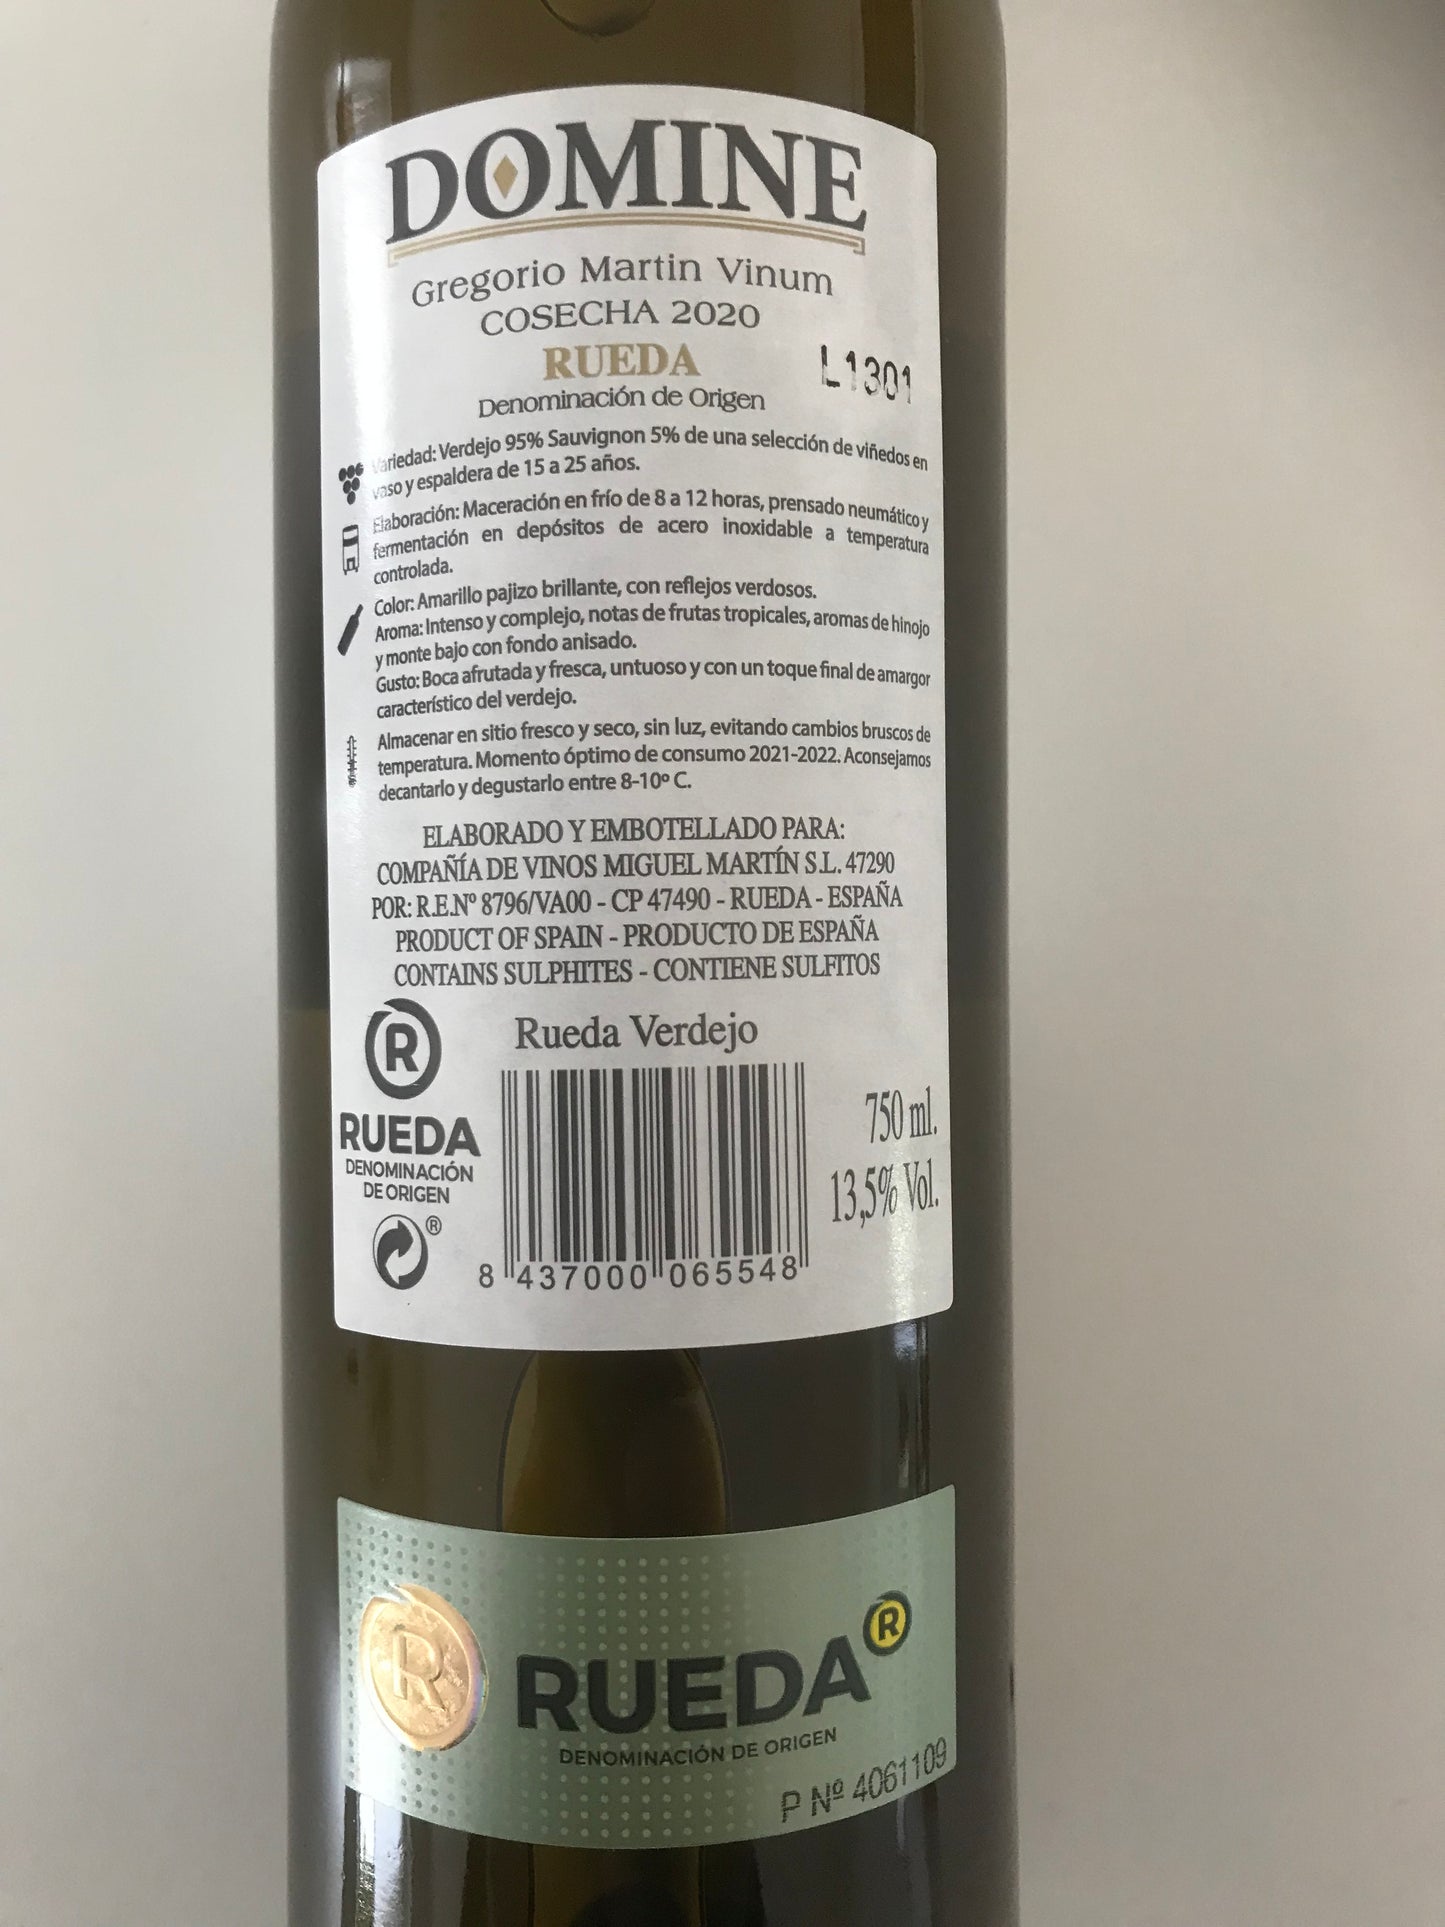 DOMINE
Gregorio Martin Vinum
COSECHA 2020
RUEDA
L1301
Denominación de Origen
Variedad: Verdejo 95% Sauvignon 5% de una selección de viñedos en
vaso y espaldera de 15 a 25 años.
Elaboración: Maceración en frío de 8 a 12 horas, prensado neumático y
fermentación en depósitos de acero inoxidable a temperatura
controlada.
Color: Amarillo pajizo brillante, con reflejos verdosos.
Aroma: Intenso y complejo, notas de frutas tropicales, aromas de hinojo
y monte bajo con fondo anisado.
Gusto: Boca afrutada y fresca, untuoso y con un toque final de amargor
característico del verdejo.
Almacenar en sitio fresco y seco, sin luz, evitando cambios bruscos de
temperatura. Momento óptimo de consumo 2021-2022. Aconsejamos
decantarlo y degustarlo entre 8-10º C.
ELABORADO Y EMBOTELLADO PARA:
COMPAÑÍA DE VINOS MIGUEL MARTÍN S.L. 47290
POR: R.E.Nº 8796/VA00 - CP 47490 - RUEDA - ESPAÑA
PRODUCT OF SPAIN - PRODUCTO DE ESPAÑA
CONTAINS SULPHITES - CONTIENE SULFITOS
R
Rueda Verdejo
RUEDA
DENOMINACIÓN
DE ORIGEN
®
750 ml.
13,5% Vol.
8 437000 065548
R
RUEDA
R
DENOMINACIÓN DE ORIGEN
P Nº 4061109